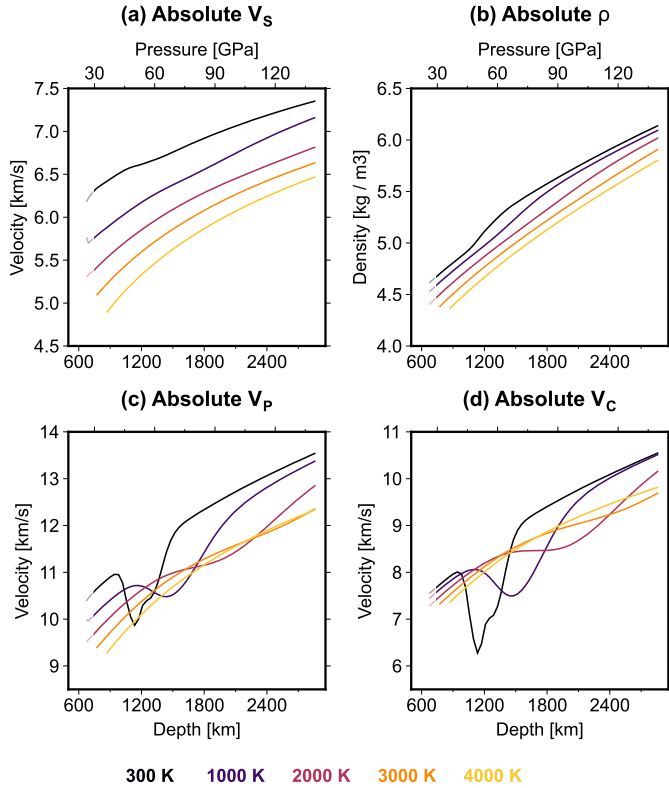 (a) Absolute VS
(b) Absolute ρ
Pressure [GPa]
Pressure [GPa]
30 60 90 120
30 60 90 120
7.5
7.0
6.5
6.0
5.5
5.0
4.5
Velocity [km/s]
6.5
6.0
5.5
5.0
4.5
4.0
Density [kg / m3]
600 1200 1800 2400
600 1200 1800 2400
(c) Absolute VP
(d) Absolute VC
14
13
12
11
10
9
Velocity [km/s]
11
10
9
8
7
6
Velocity [km/s]
600 1200 1800 2400
600 1200 1800 2400
Depth [km]
Depth [km]
300 K 1000 K 2000 K 3000 K 4000 K